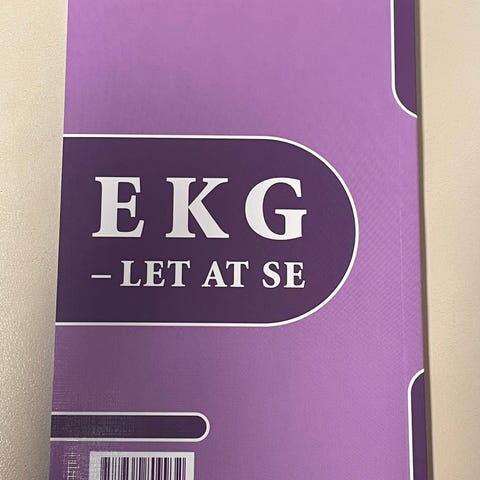 EKG
– LET AT SE